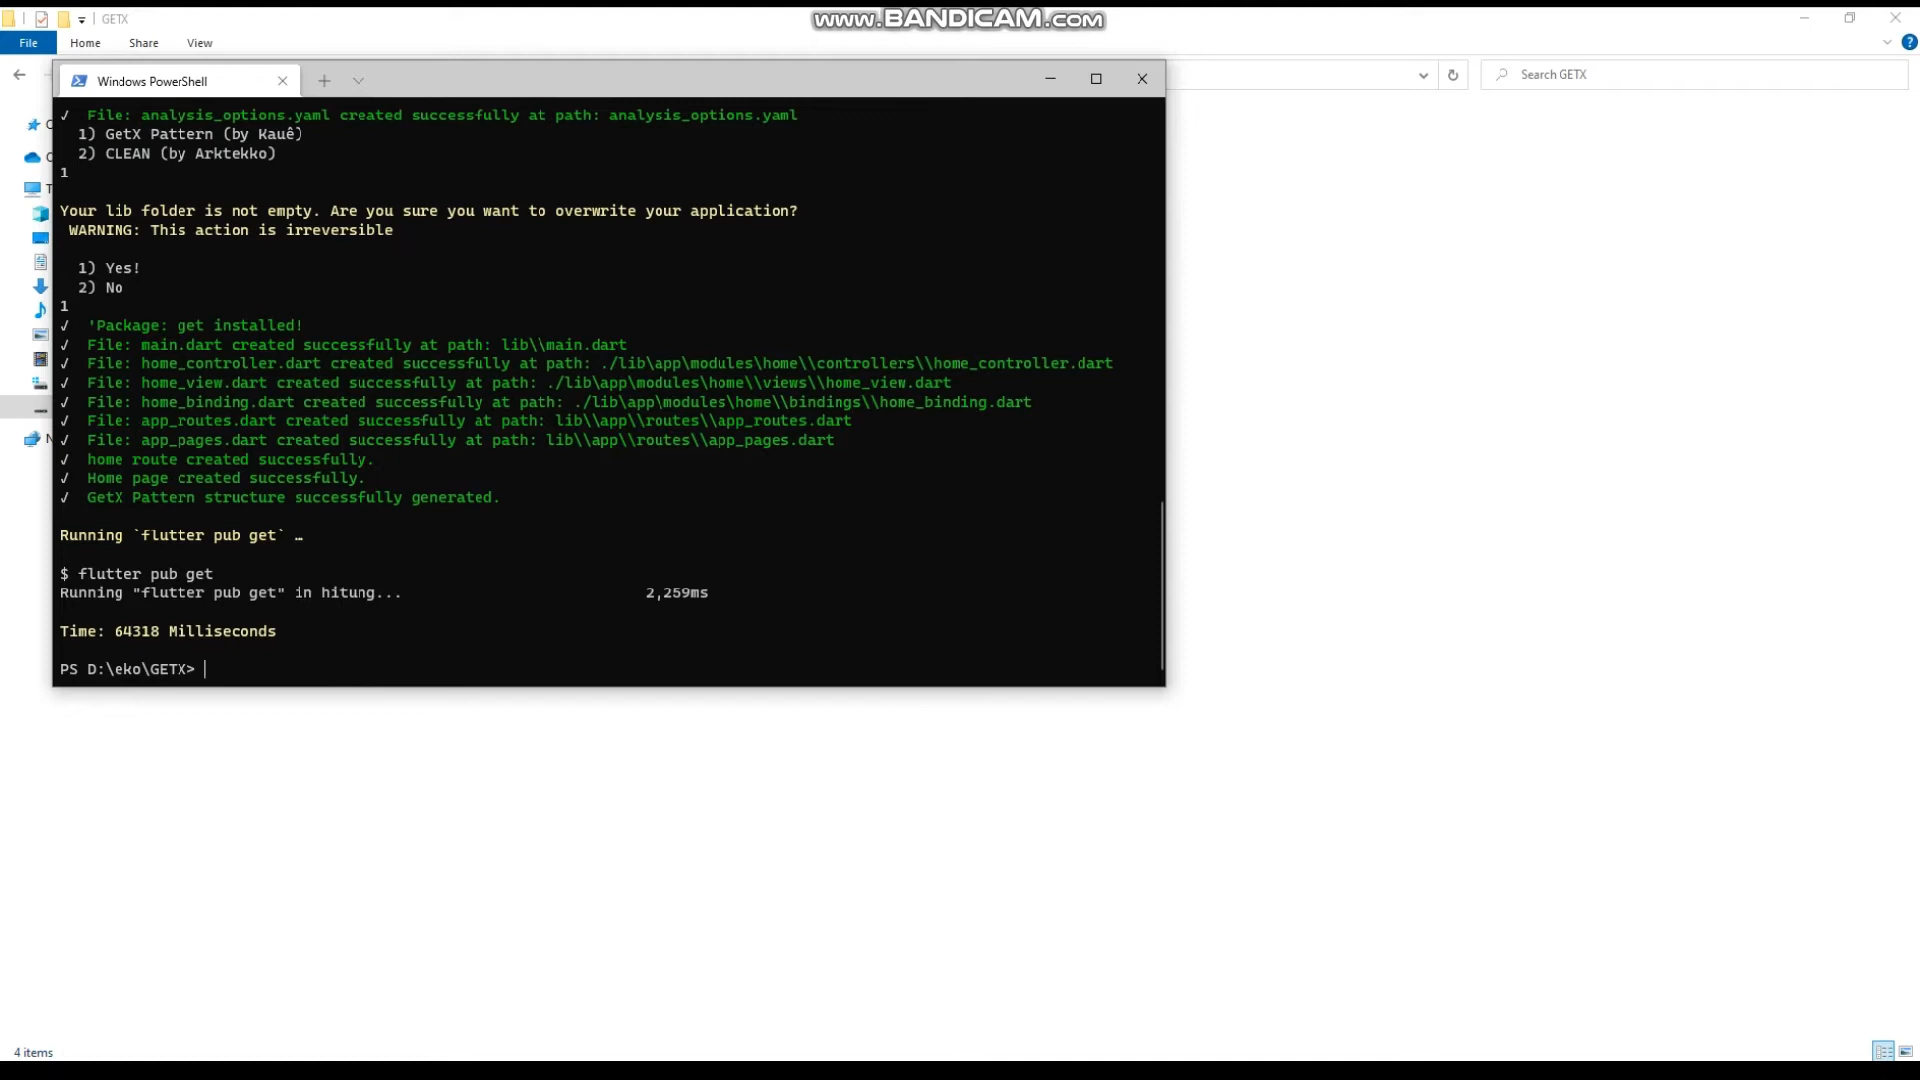 GETX
www.BANDICAM.com
File Home Share View
Windows PowerShell
Search GETX
✓ File: analysis_options.yaml created successfully at path: analysis_options.yaml
1) GetX Pattern (by Kauê)
2) CLEAN (by Arktekko)
1
Your lib folder is not empty. Are you sure you want to overwrite your application?
WARNING: This action is irreversible
1) Yes!
2) No
1
✓ 'Package: get installed!
✓ File: main.dart created successfully at path: lib\\main.dart
✓ File: home_controller.dart created successfully at path: ./lib\app\modules\home\\controllers\\home_controller.dart
✓ File: home_view.dart created successfully at path: ./lib\app\modules\home\\views\\home_view.dart
✓ File: home_binding.dart created successfully at path: ./lib\app\modules\home\\bindings\\home_binding.dart
✓ File: app_routes.dart created successfully at path: lib\\app\\routes\\app_routes.dart
✓ File: app_pages.dart created successfully at path: lib\\app\\routes\\app_pages.dart
✓ home route created successfully.
✓ Home page created successfully.
✓ GetX Pattern structure successfully generated.
Running `flutter pub get` …
$ flutter pub get
Running "flutter pub get" in hitung... 2,259ms
Time: 64318 Milliseconds
PS D:\eko\GETX>
4 items